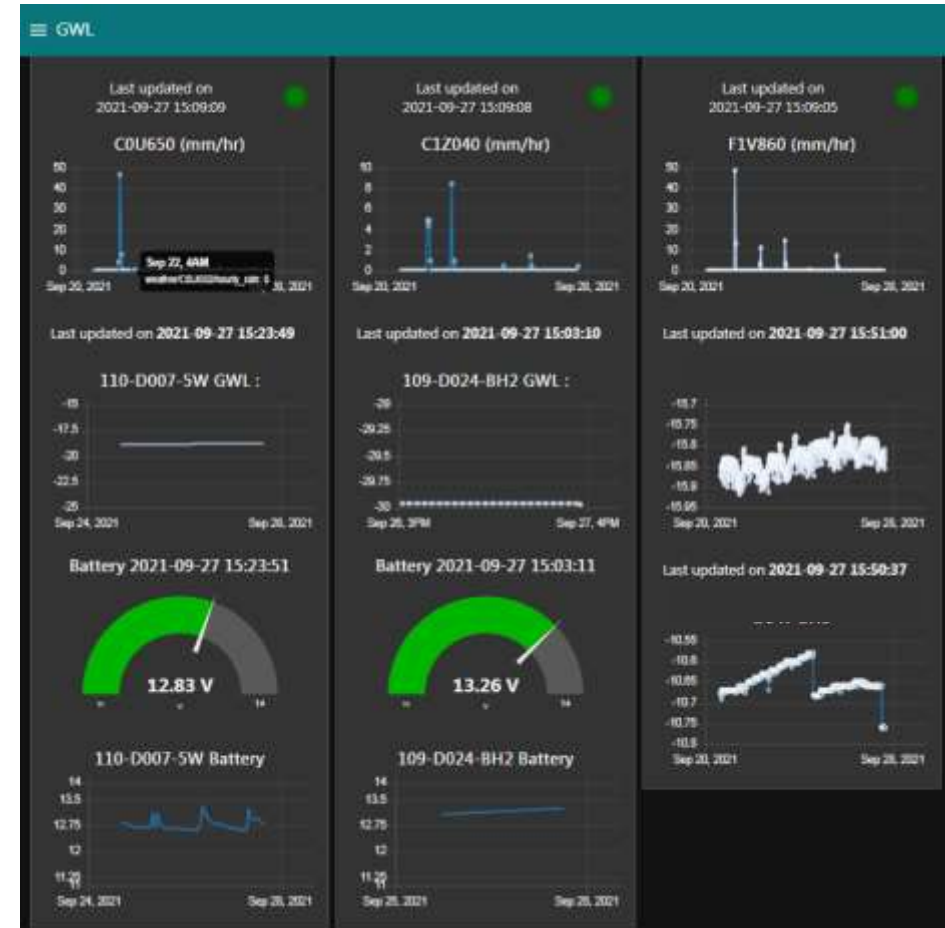 GWL
Last updated on
2021-09-27 15:09:09
C0U650 (mm/hr)
50
40
30
20
10
0
Sep 22, 4AM
Sep 20, 2021
28, 2021
Last updated on 2021-09-27 15:23:49
110-D007-5W GWL :
-15
-17.5
-20
-22.5
-25
Sep 24, 2021
Sep 28, 2021
Battery 2021-09-27 15:23:51
12.83 V
14
110-D007-5W Battery
14
13.5
12.75
12
11.25
11
Sep 24, 2021
Sep 28, 2021
Last updated on
2021-09-27 15:09:08
C1Z040 (mm/hr)
10
8
6
4
2
0
Sep 20, 2021
Sep 28, 2021
Last updated on 2021-09-27 15:03:10
109-D024-BH2 GWL :
-29
-29.25
-29.5
-29.75
-30
Sep 26, 3PM
Sep 27, 4PM
Battery 2021-09-27 15:03:11
13.26 V
14
109-D024-BH2 Battery
14
13.5
12.75
12
11.25
11
Sep 25, 2021
Sep 28, 2021
Last updated on
2021-09-27 15:09:05
F1V860 (mm/hr)
50
40
30
20
10
0
Sep 20, 2021
Sep 28, 2021
Last updated on 2021-09-27 15:51:00
-15.7
-15.75
-15.8
-15.85
-15.9
-15.95
Sep 20, 2021
Sep 28, 2021
Last updated on 2021-09-27 15:50:37
-10.55
-10.6
-10.65
-10.7
-10.75
-10.8
Sep 20, 2021
Sep 28, 2021